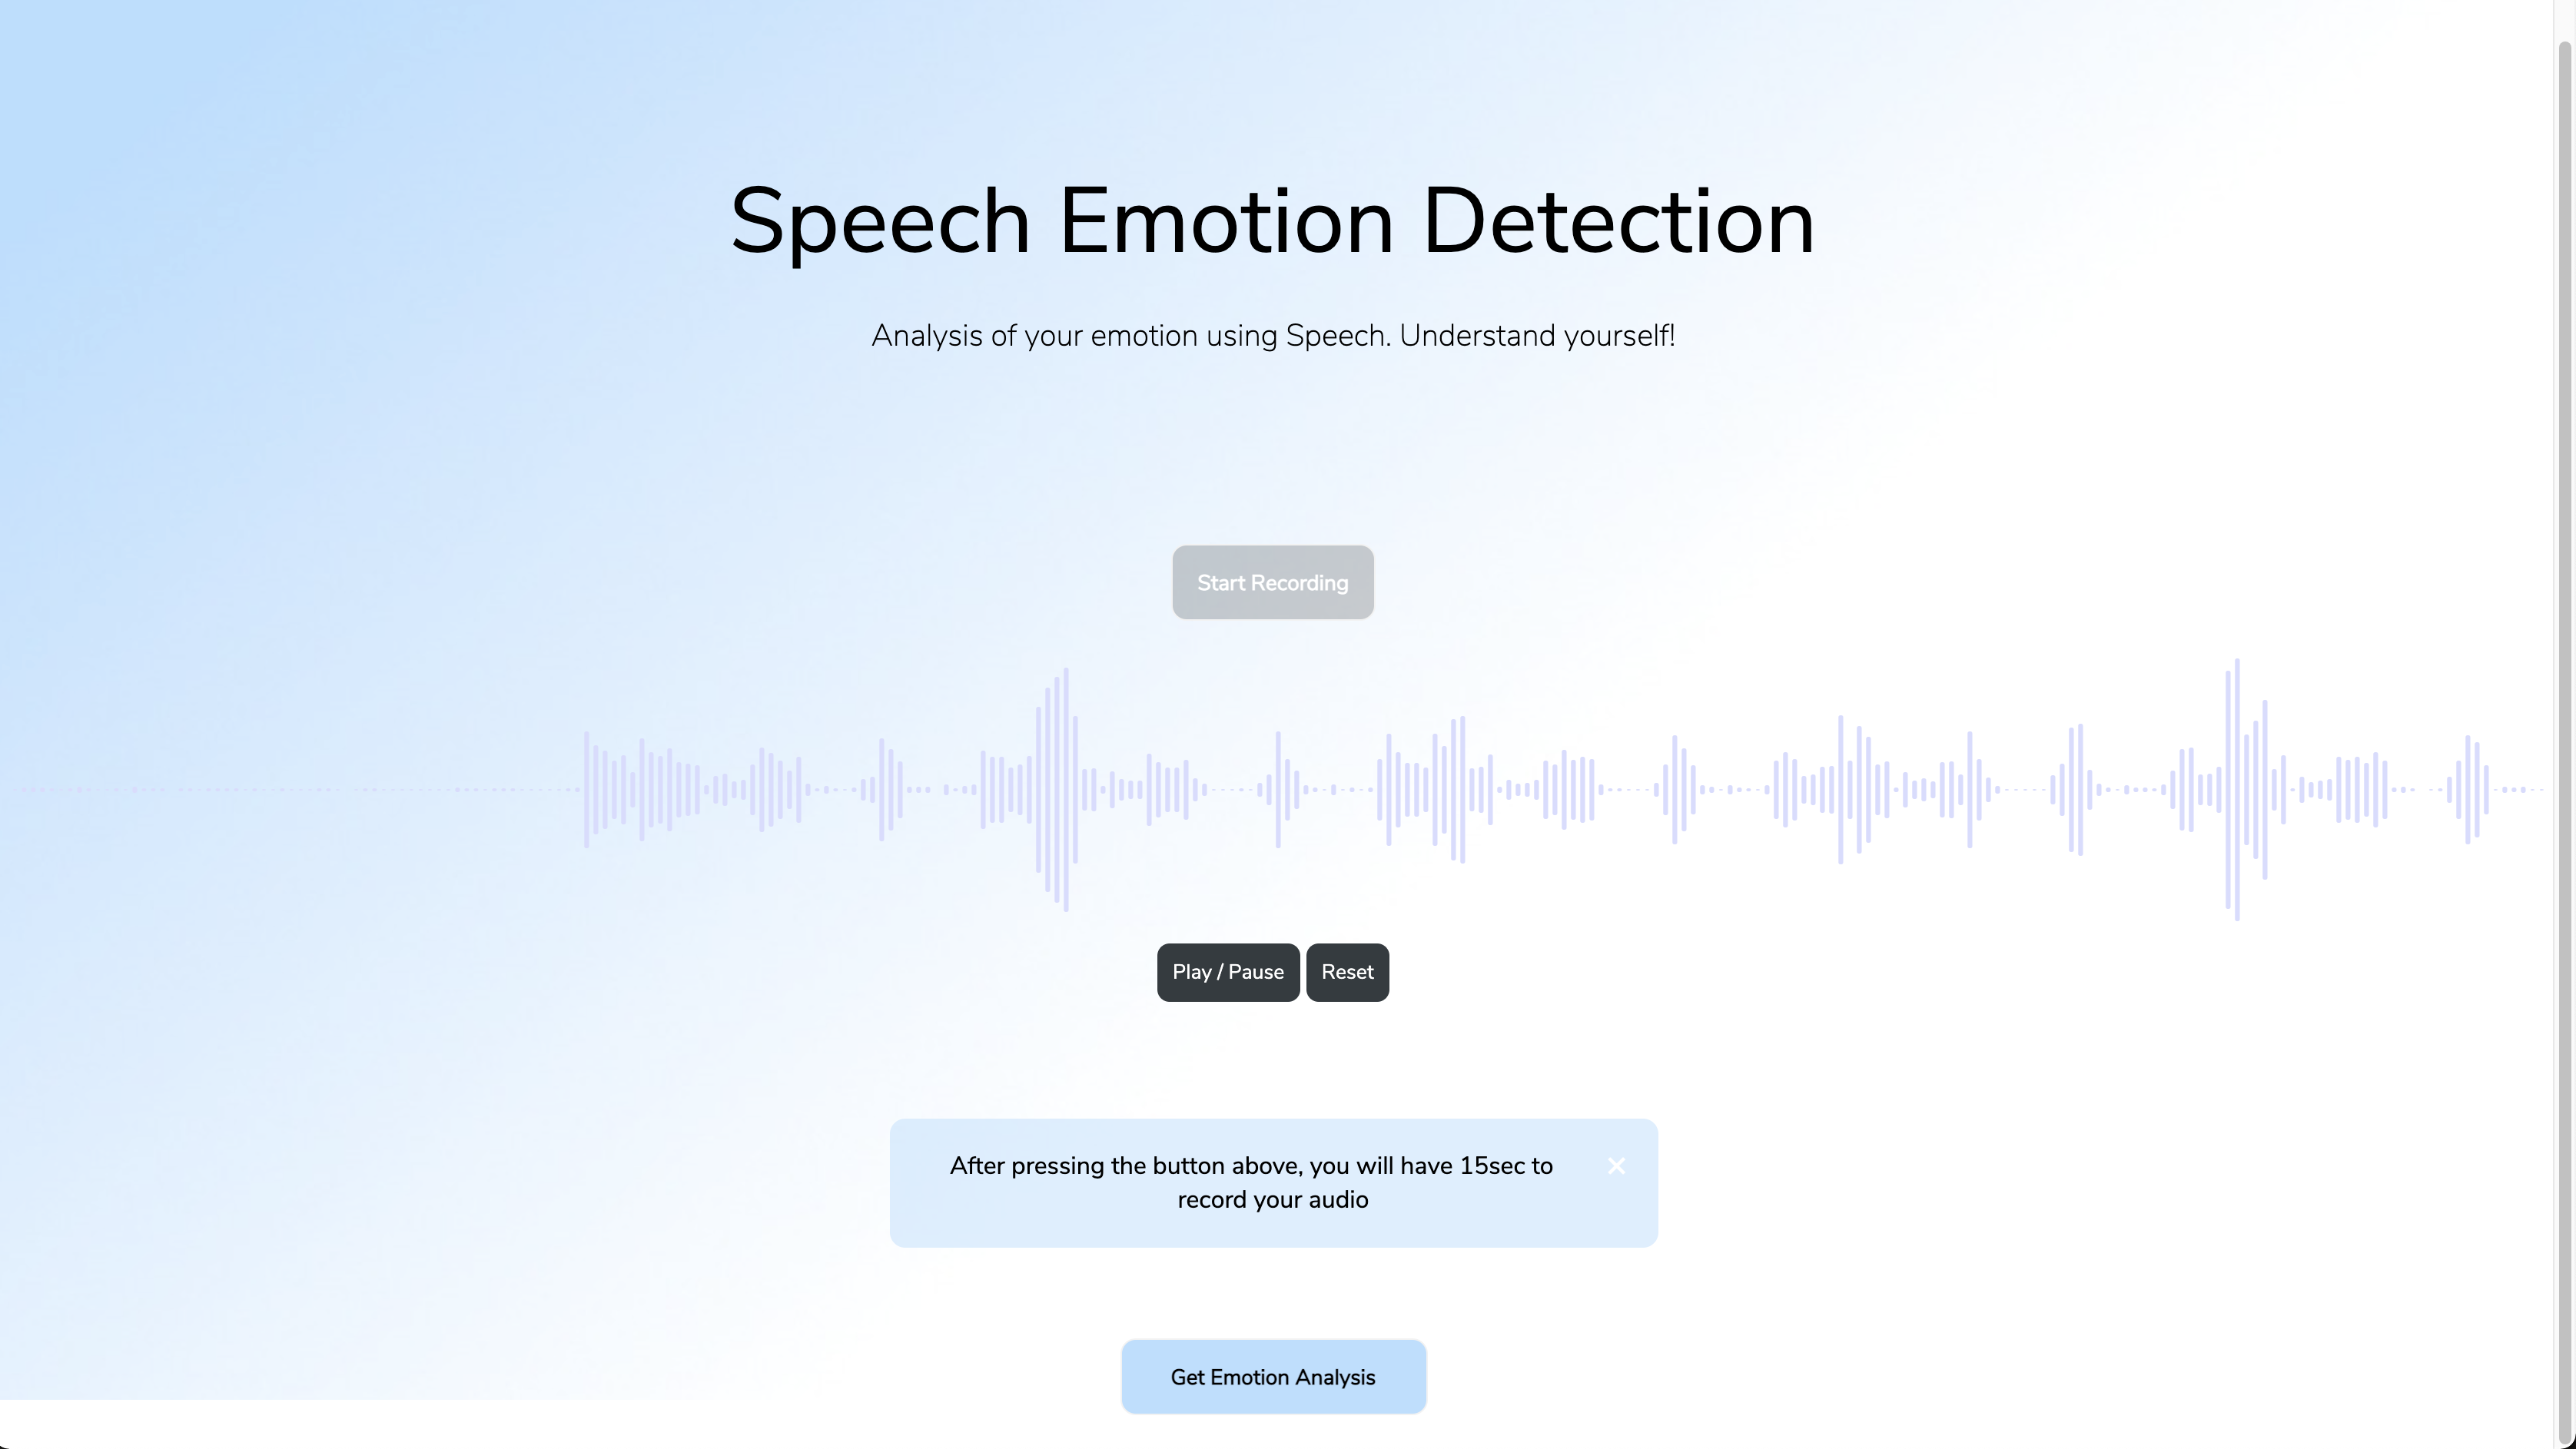 Speech Emotion Detection
Analysis of your emotion using Speech. Understand yourself!
Start Recording
Play / Pause
Reset
After pressing the button above, you will have 15sec to
record your audio
Get Emotion Analysis